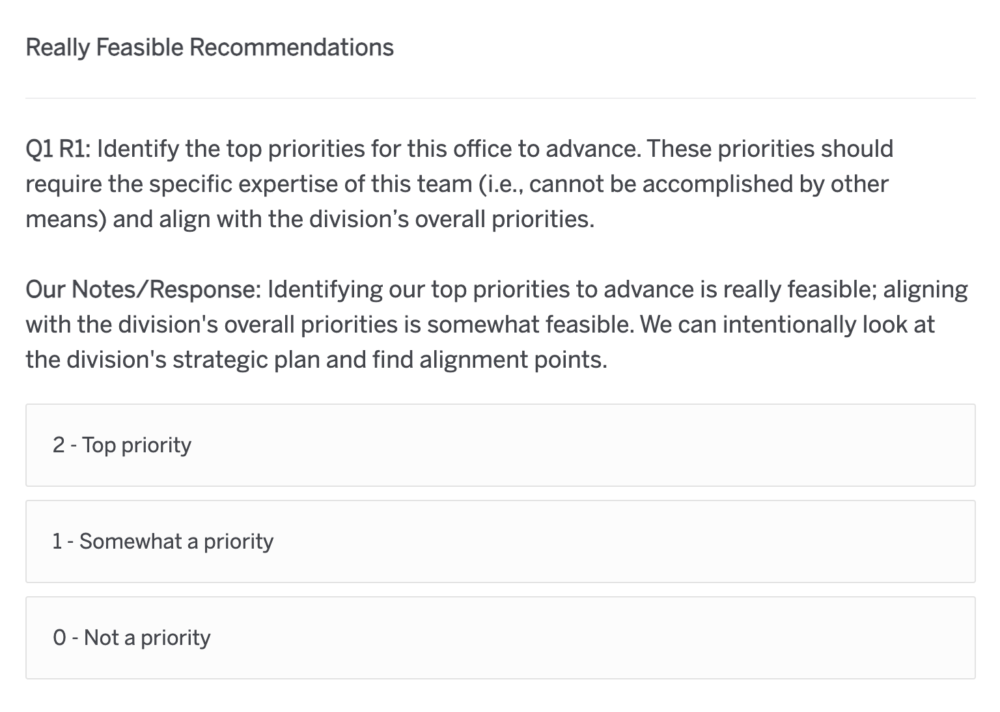 Really Feasible Recommendations
Q1 R1: Identify the top priorities for this office to advance. These priorities should
require the specific expertise of this team (i.e., cannot be accomplished by other
means) and align with the division’s overall priorities.
Our Notes/Response: Identifying our top priorities to advance is really feasible; aligning
with the division's overall priorities is somewhat feasible. We can intentionally look at
the division's strategic plan and find alignment points.
2 - Top priority
1 - Somewhat a priority
0 - Not a priority